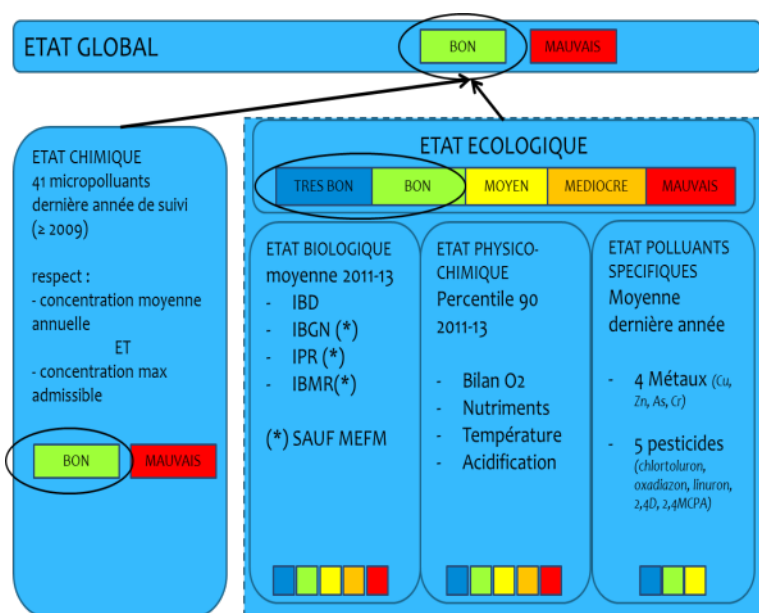 ETAT GLOBAL
BON
MAUVAIS
ETAT CHIMIQUE
41 micropolluants
dernière année de suivi
(≥ 2009)
respect :
- concentration moyenne
annuelle
ET
- concentration max
admissible
BON
MAUVAIS
ETAT ECOLOGIQUE
TRES BON
BON
MOYEN
MEDIOCRE
MAUVAIS
ETAT BIOLOGIQUE
moyenne 2011-13
- IBD
- IBGN (*)
- IPR (*)
- IBMR(*)
(*) SAUF MEFM
ETAT PHYSICO-
CHIMIQUE
Percentile 90
2011-13
- Bilan O2
- Nutriments
- Température
- Acidification
ETAT POLLUANTS
SPECIFIQUES
Moyenne
dernière année
- 4 Métaux (Cu,
Zn, As, Cr)
- 5 pesticides
(chlortoluron,
oxadiazon, linuron,
2,4D, 2,4MCPA)